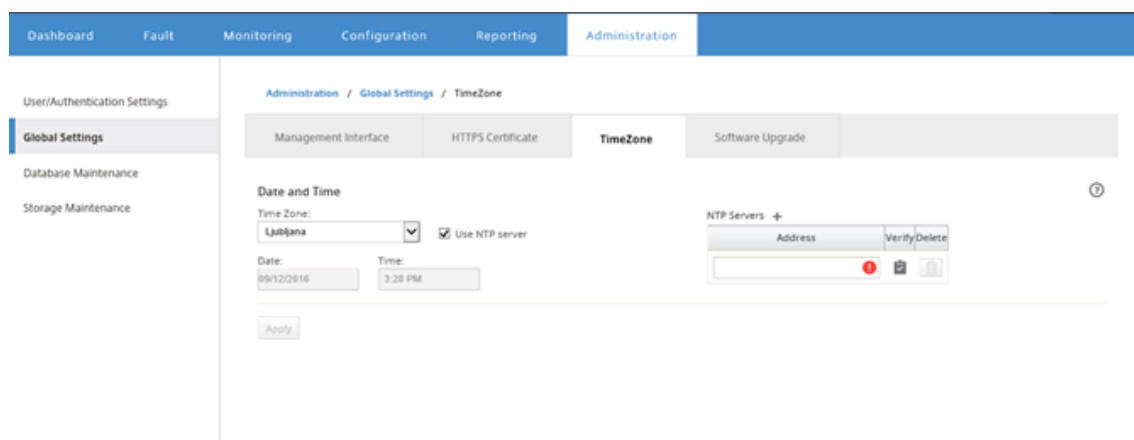 Dashboard Fault Monitoring Configuration Reporting Administration
User/Authentication Settings
Global Settings
Database Maintenance
Storage Maintenance
Administration / Global Settings / TimeZone
Management Interface HTTPS Certificate TimeZone Software Upgrade
Date and Time
Time Zone:
Ljubljana
Use NTP server
Date: Time:
09/12/2016 3:28 PM
NTP Servers +
Address Verify Delete
Apply